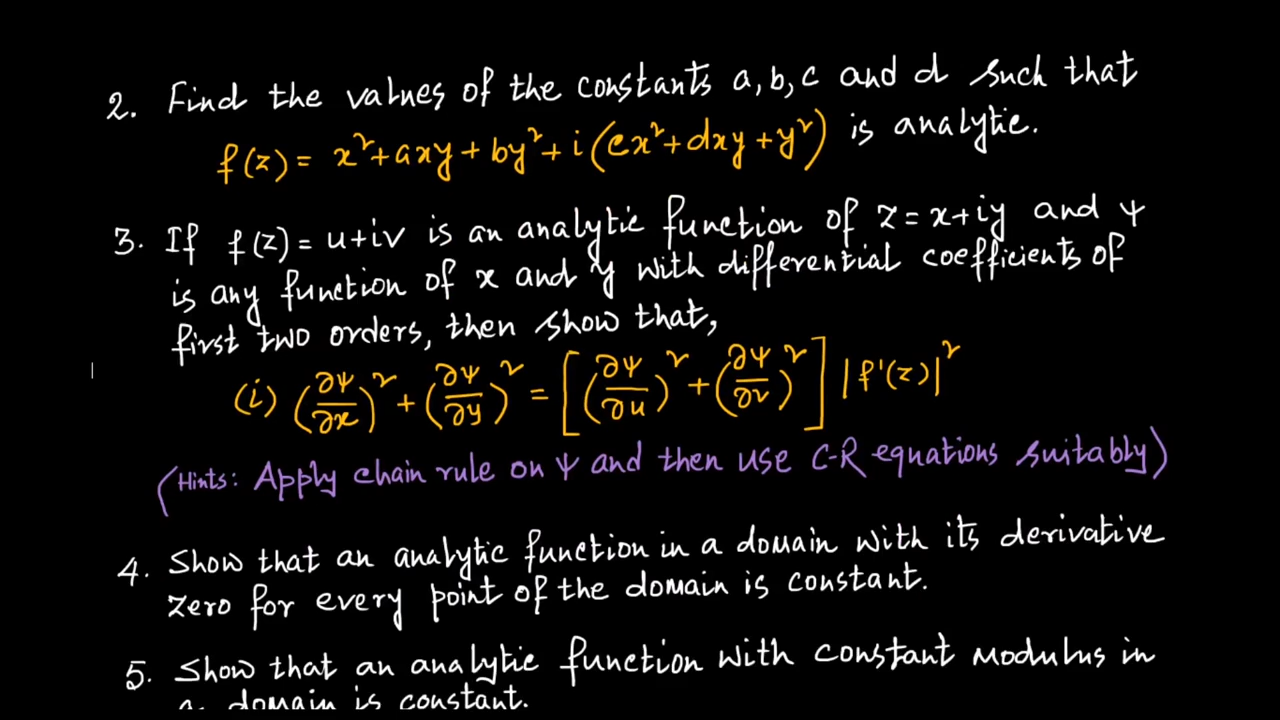 2. Find the values of the constants a, b, c and d such that
f(z) = x² + axy + by² + i(cx² + dxy + y²) is analytic.
3. If f(z) = u + iv is an analytic function of z = x + iy and ψ
is any function of x and y with differential coefficients of
first two orders, then show that,
(i) (∂ψ/∂x)² + (∂ψ/∂y)² = [(∂ψ/∂u)² + (∂ψ/∂v)²] |f'(z)|²
(Hints: Apply chain rule on ψ and then use C-R equations suitably)
4. Show that an analytic function in a domain with its derivative
zero for every point of the domain is constant.
5. Show that an analytic function with constant modulus in
a domain is constant.